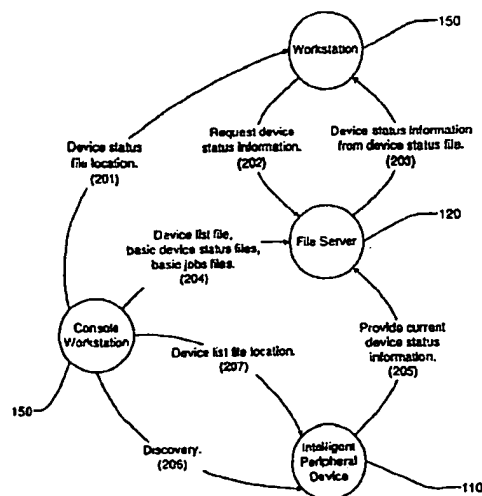 150
Workstation
Device status
file location.
(201)
Request device
status information.
(202)
Device status information
from device status file.
(203)
120
File Server
Device list file,
basic device status files,
basic jobs files.
(204)
Console
Workstation
150
Device list file location.
(207)
Provide current
device status
information.
(205)
Discovery.
(206)
Intelligent
Peripheral
Device
110